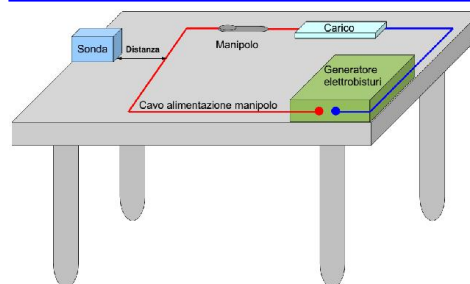 Carico
Sonda
Distanza
Manipolo
Generatore
elettrobisturi
Cavo alimentazione manipolo